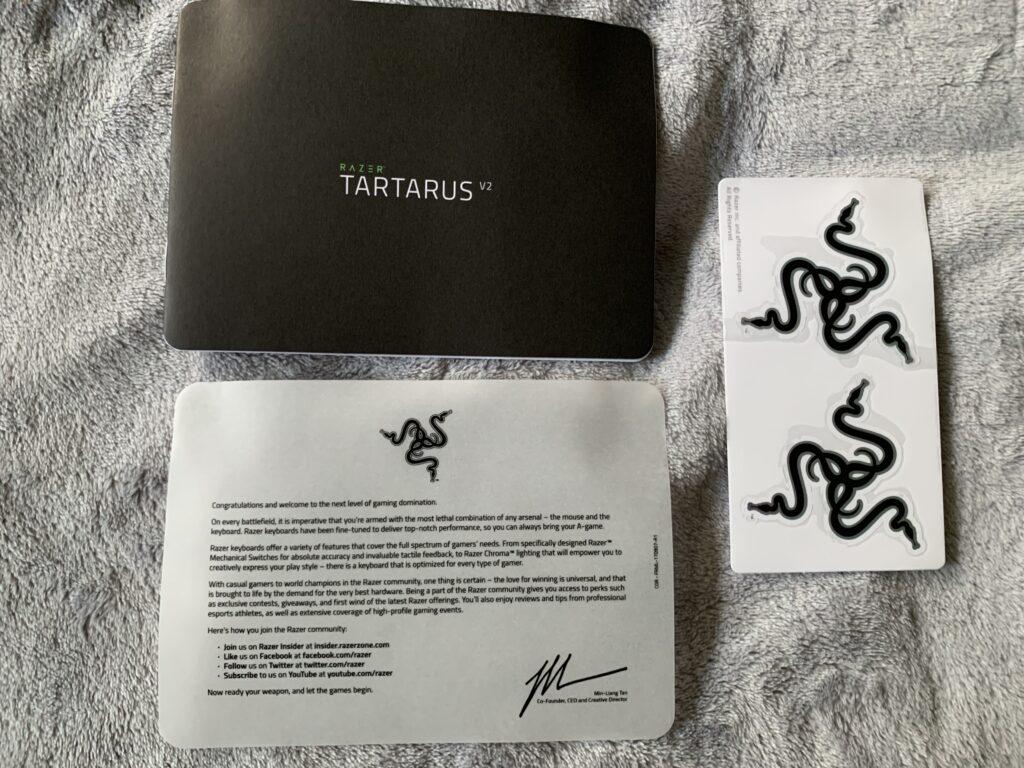 RAZER
TARTARUS V2
© Razer Inc. and affiliated companies.
All Rights Reserved.
Congratulations and welcome to the next level of gaming domination.
On every battlefield, it is imperative that you're armed with the most lethal combination of any arsenal – the mouse and the
keyboard. Razer keyboards have been fine-tuned to deliver top-notch performance, so you can always bring your A-game.
Razer keyboards offer a variety of features that cover the full spectrum of gamers' needs. From specifically designed Razer™
Mechanical Switches for absolute accuracy and invaluable tactile feedback, to Razer Chroma™ lighting that will empower you to
creatively express your play style – there is a keyboard that is optimized for every type of gamer.
With casual gamers to world champions in the Razer community, one thing is certain – the love for winning is universal, and that
is brought to life by the demand for the very best hardware. Being a part of the Razer community gives you access to perks such
as exclusive contests, giveaways, and first wind of the latest Razer offerings. You'll also enjoy reviews and tips from professional
esports athletes, as well as extensive coverage of high-profile gaming events.
Here's how you join the Razer community:
· Join us on Razer Insider at insider.razerzone.com
· Like us on Facebook at facebook.com/razer
· Follow us on Twitter at twitter.com/razer
· Subscribe to us on YouTube at youtube.com/razer
Now ready your weapon, and let the games begin.
Min-Liang Tan
Co-Founder, CEO and Creative Director